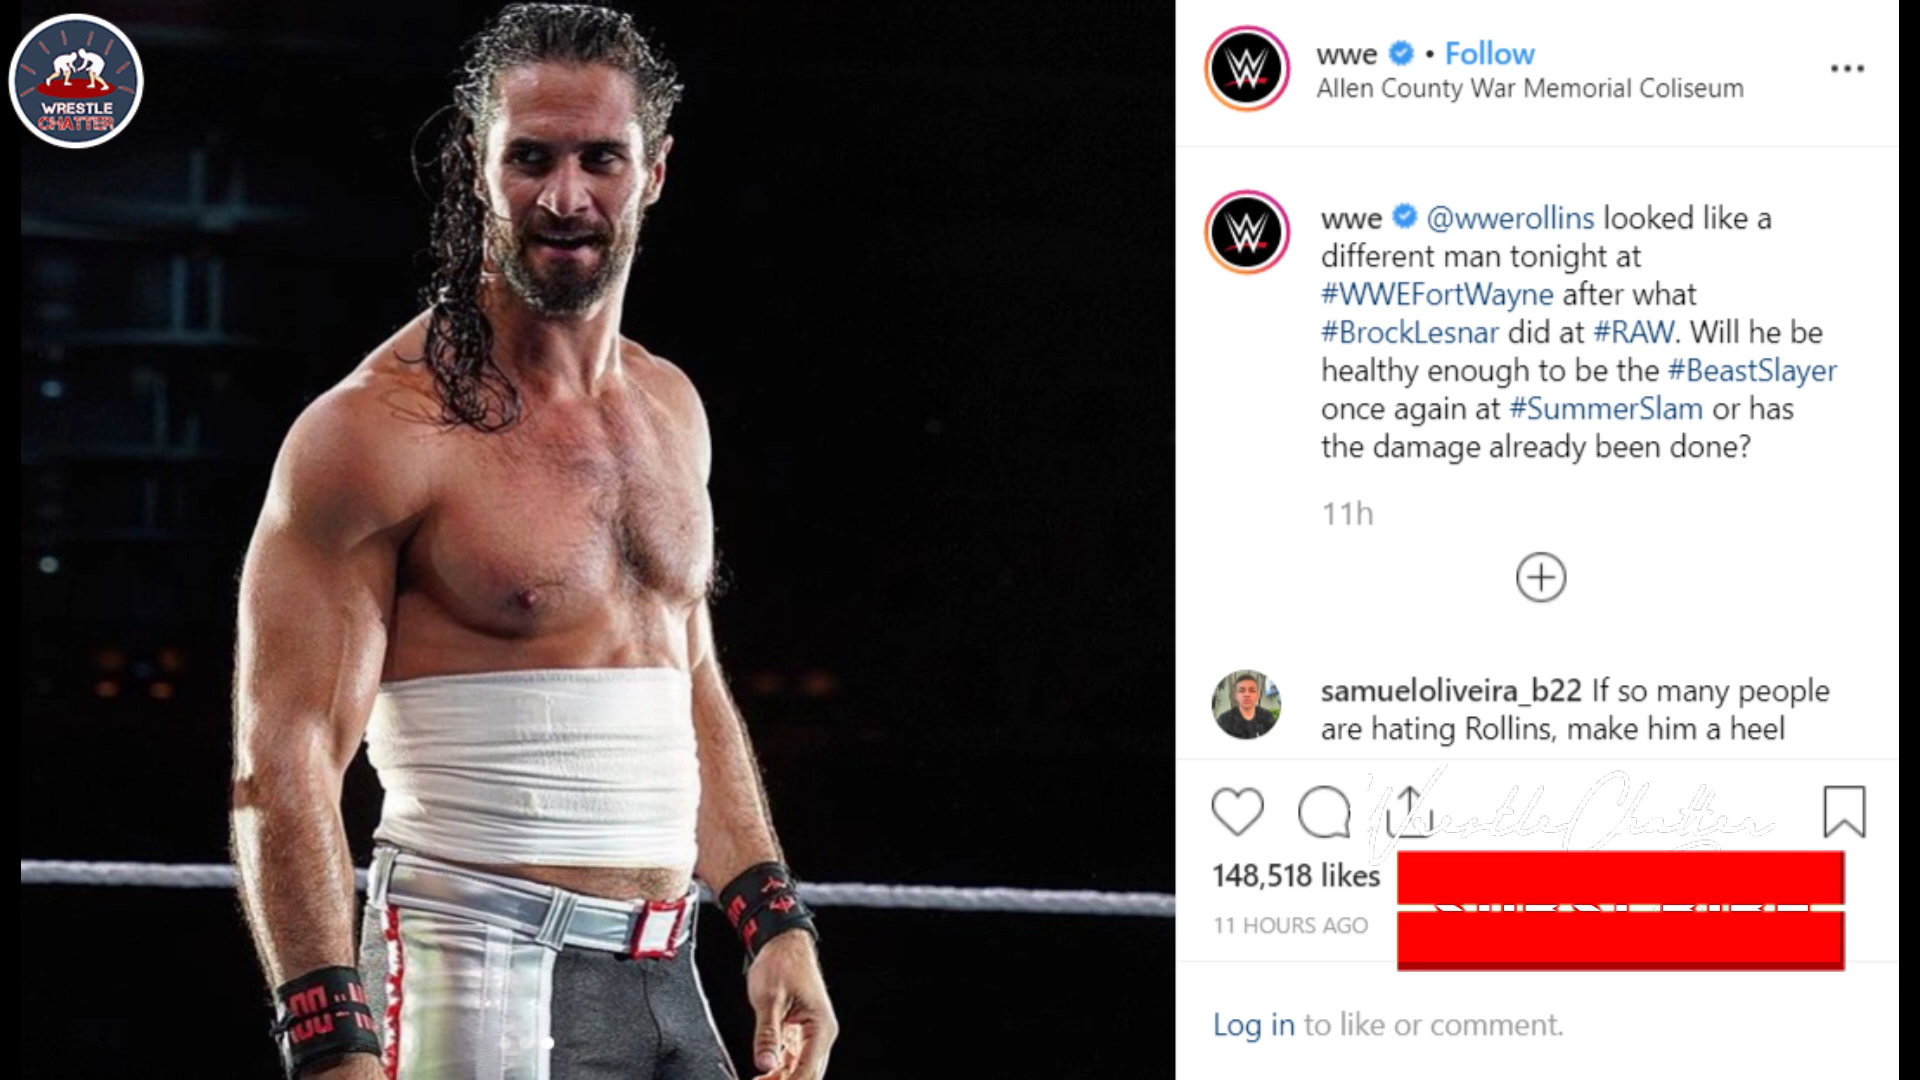 WRESTLE
CHATTER
wwe • Follow
Allen County War Memorial Coliseum
wwe @wwerollins looked like a
different man tonight at
#WWEFortWayne after what
#BrockLesnar did at #RAW. Will he be
healthy enough to be the #BeastSlayer
once again at #SummerSlam or has
the damage already been done?
11h
samueloliveira_b22 If so many people
are hating Rollins, make him a heel
WrestleChatter
148,518 likes
11 HOURS AGO
Log in to like or comment.